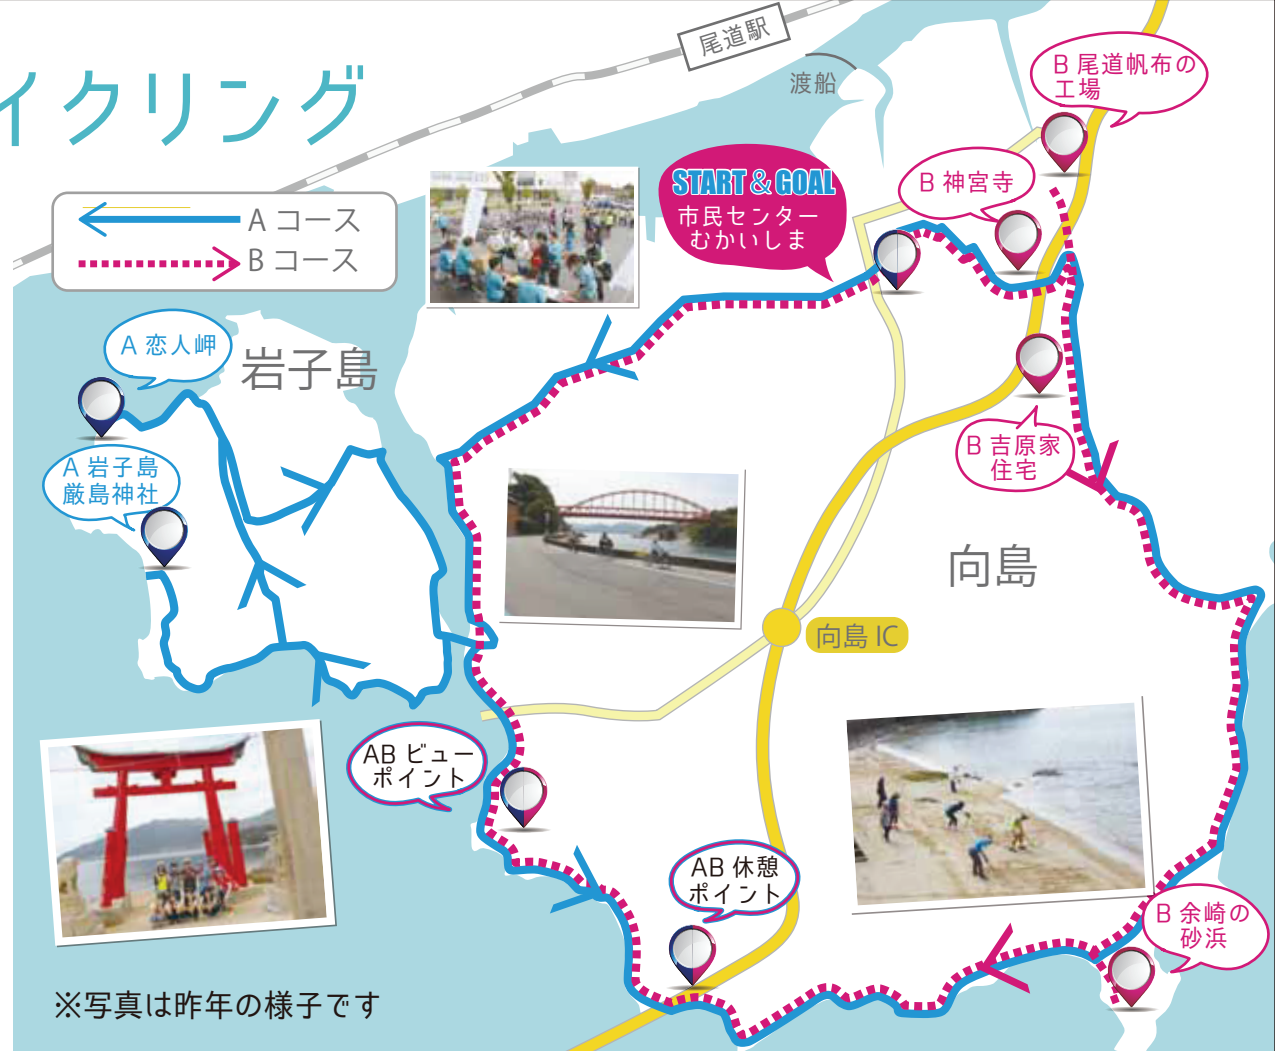 イクリング
尾道駅
渡船
B 尾道帆布の
工場
START & GOAL
市民センター
むかいしま
B 神宮寺
A コース
B コース
A 恋人岬
岩子島
A 岩子島
厳島神社
B 吉原家
住宅
向島
向島 IC
AB ビュー
ポイント
AB 休憩
ポイント
B 余崎の
砂浜
※写真は昨年の様子です